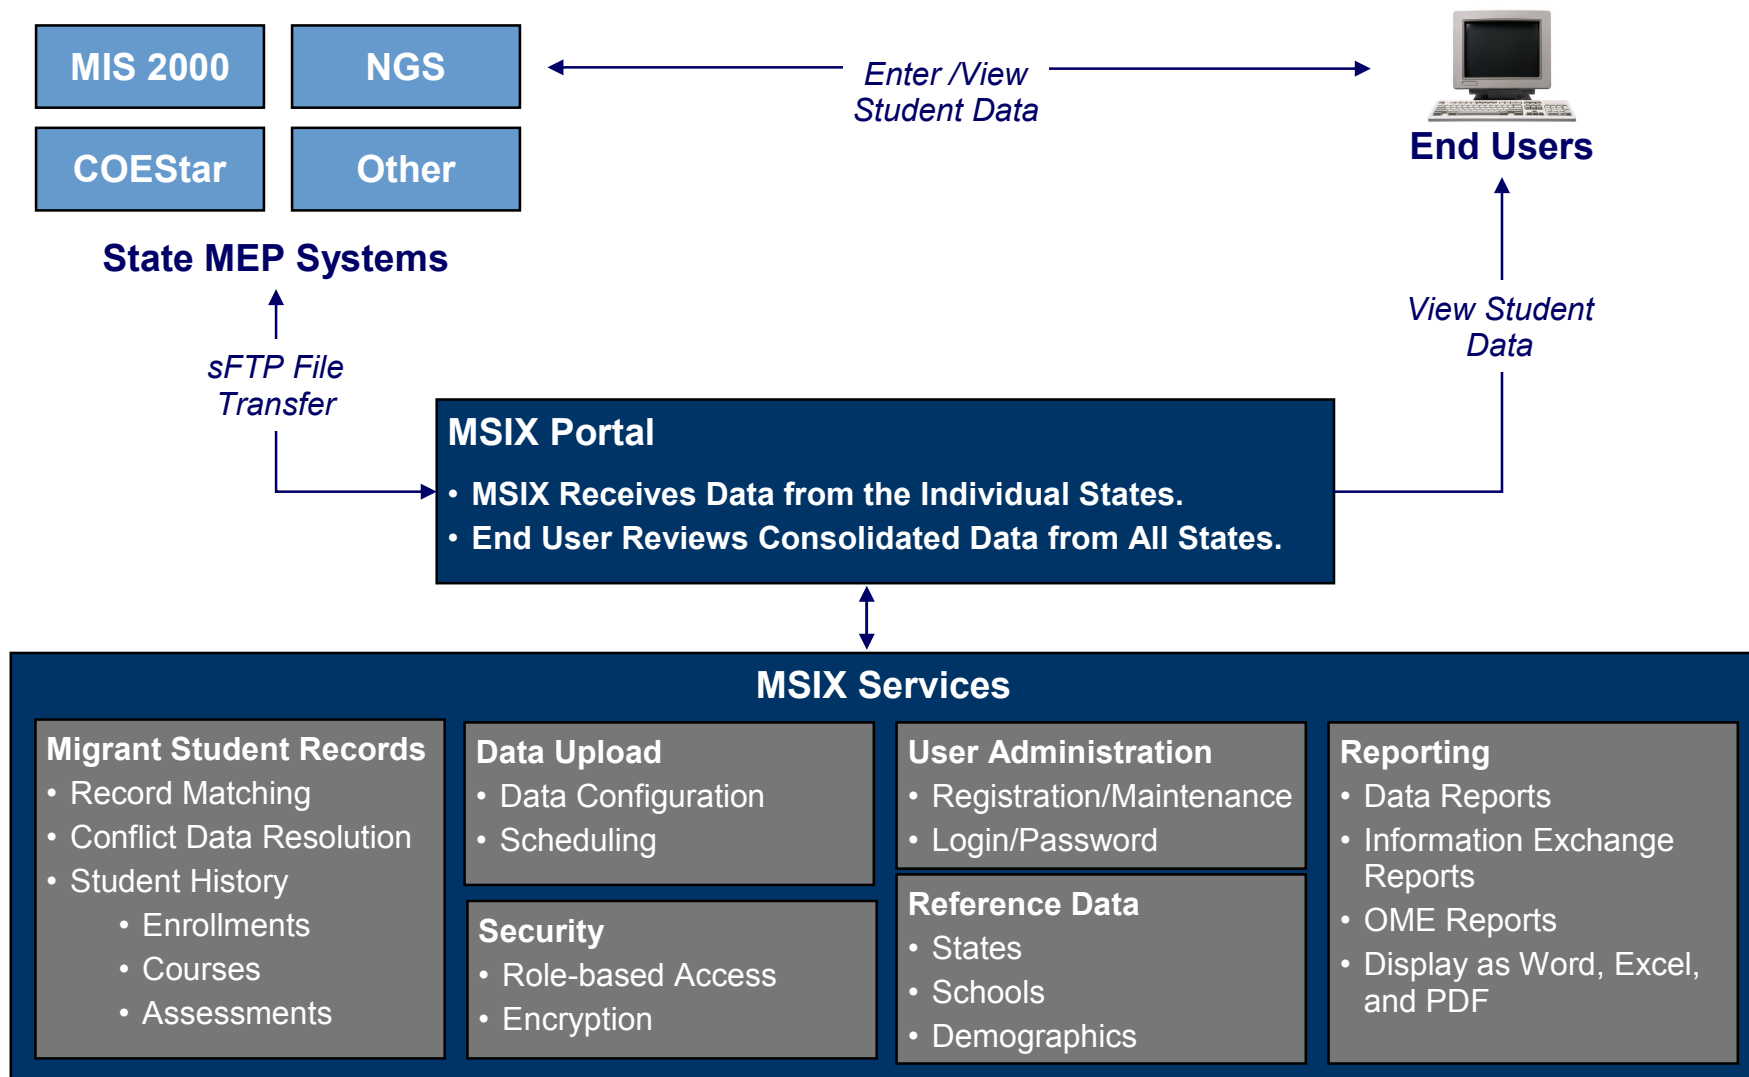 MIS 2000
NGS
COEStar
Other
State MEP Systems
Enter /View
Student Data
End Users
sFTP File
Transfer
View Student
Data
MSIX Portal
• MSIX Receives Data from the Individual States.
• End User Reviews Consolidated Data from All States.
MSIX Services
Migrant Student Records
• Record Matching
• Conflict Data Resolution
• Student History
• Enrollments
• Courses
• Assessments
Data Upload
• Data Configuration
• Scheduling
Security
• Role-based Access
• Encryption
User Administration
• Registration/Maintenance
• Login/Password
Reference Data
• States
• Schools
• Demographics
Reporting
• Data Reports
• Information Exchange
Reports
• OME Reports
• Display as Word, Excel,
and PDF